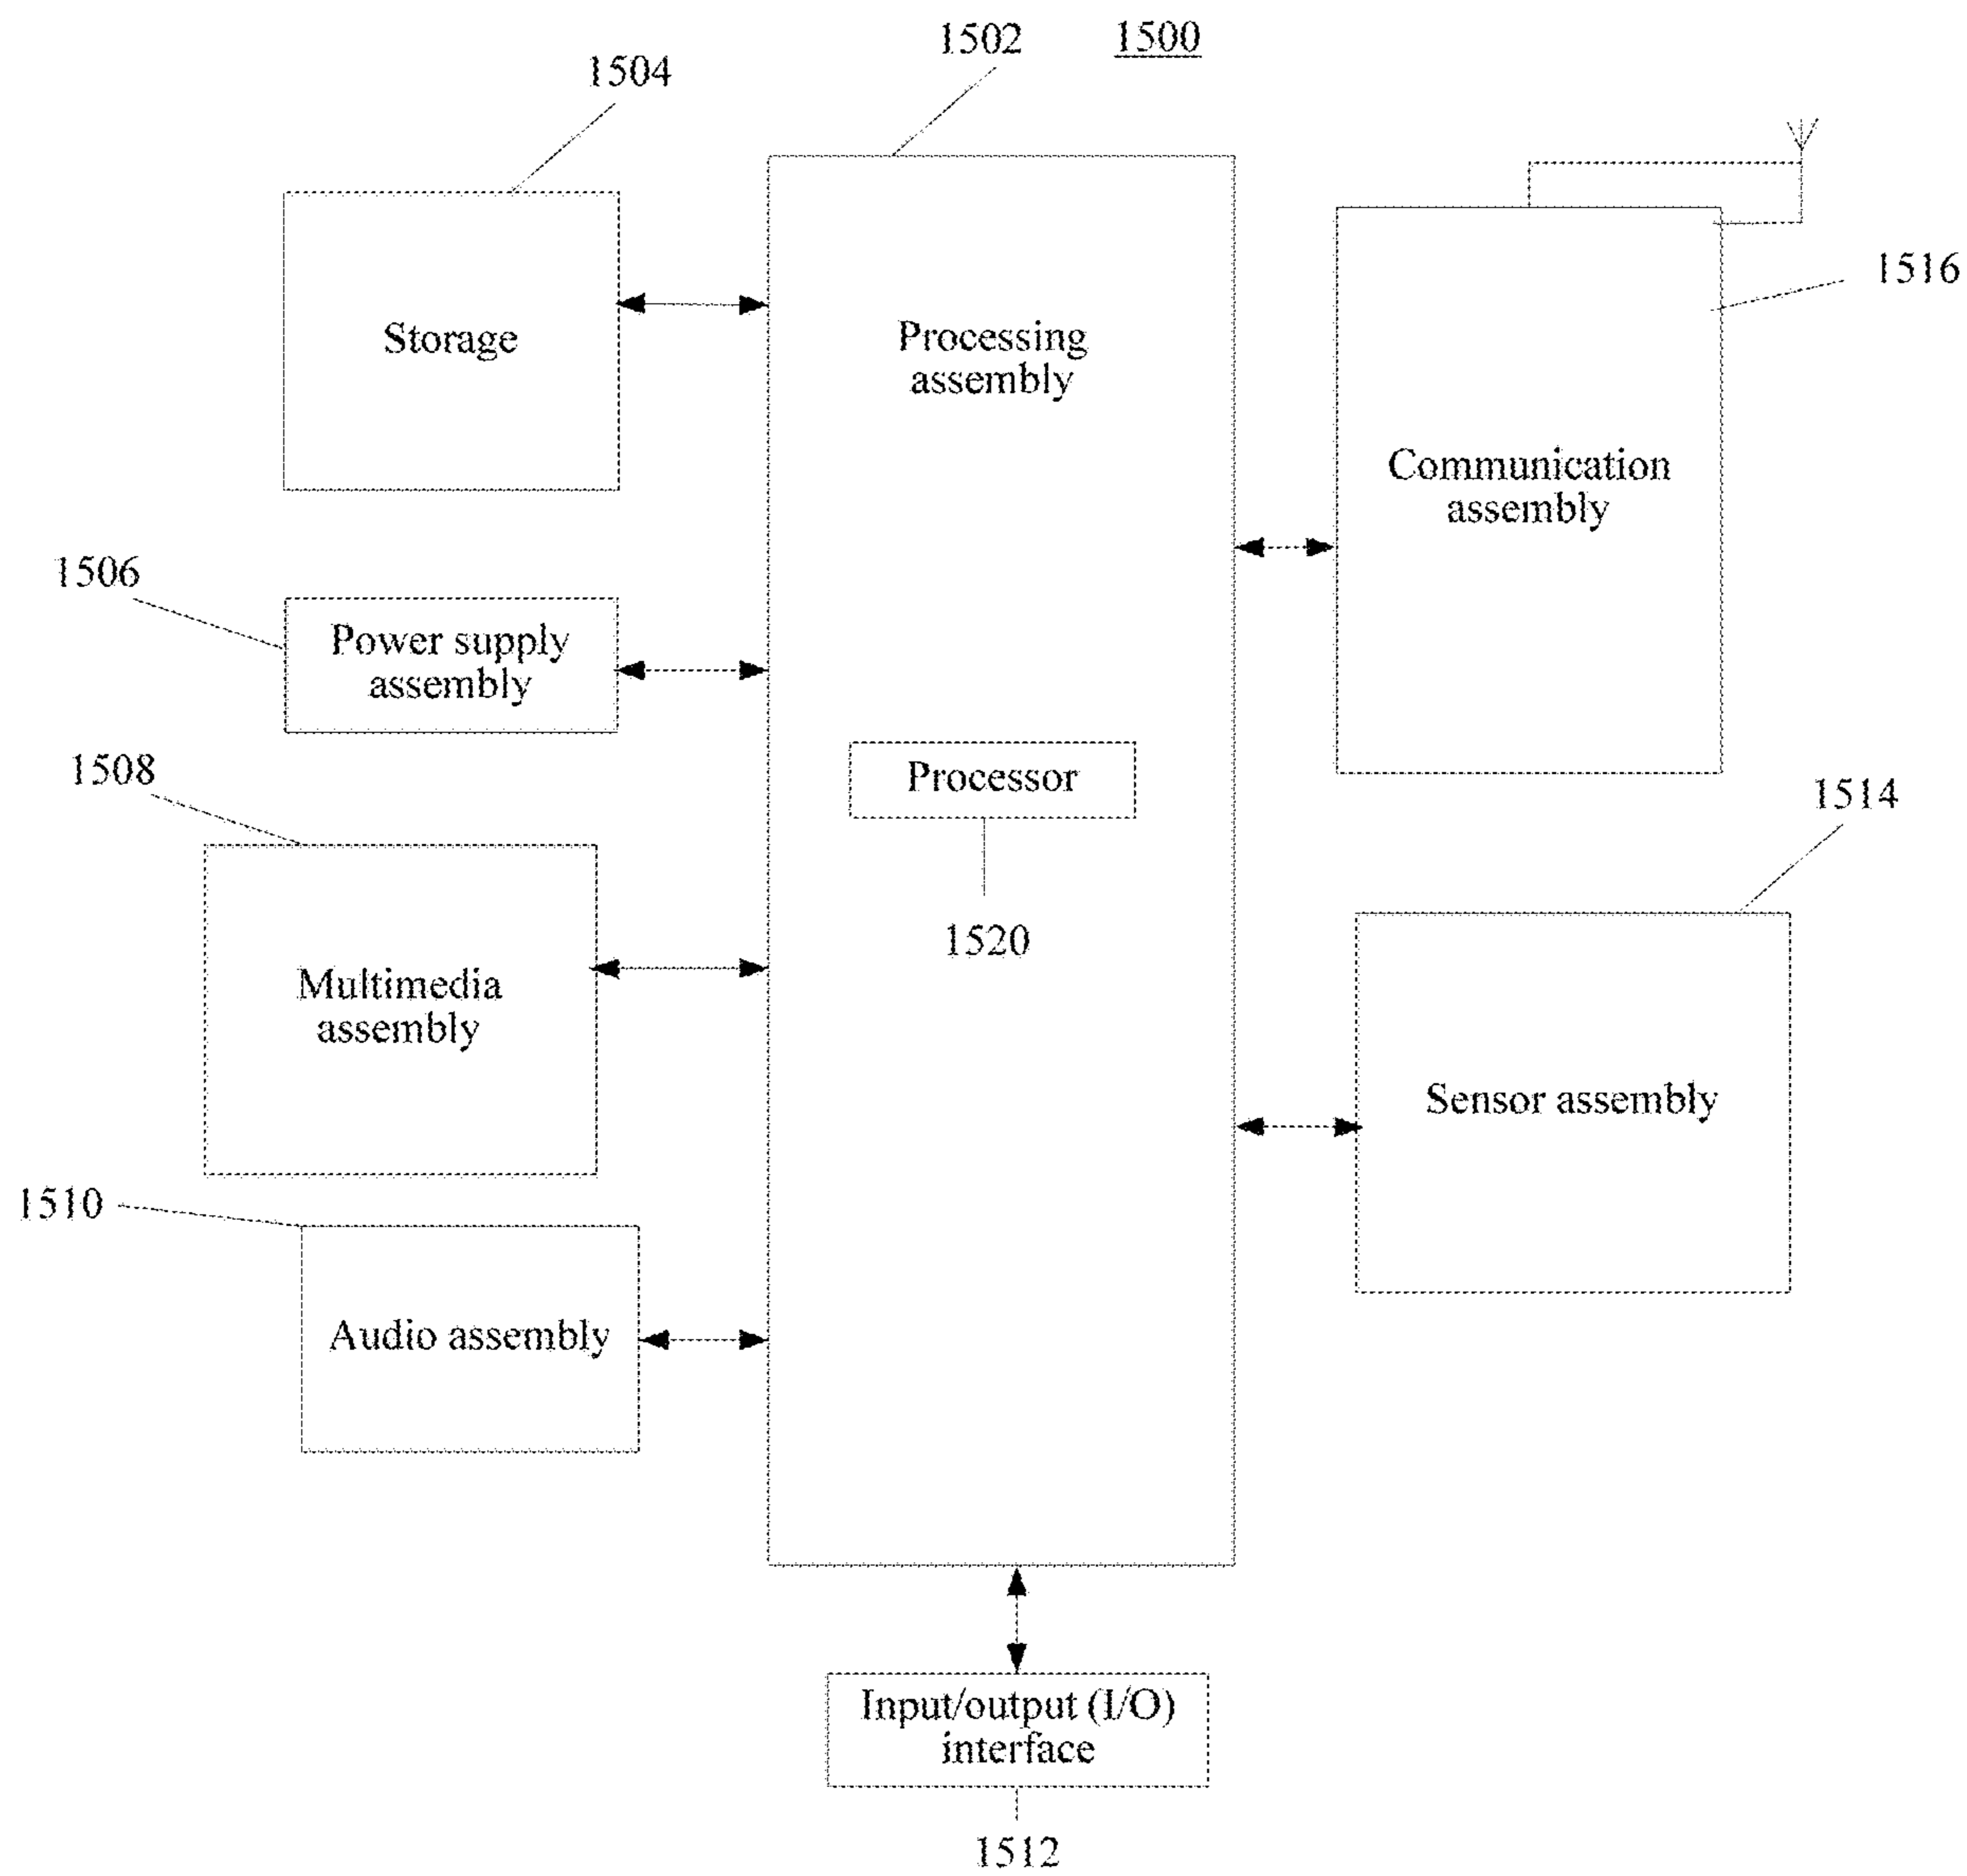 1502
1500
1504
1516
Storage
Processing
assembly
Communication
assembly
1506
Power supply
assembly
1508
Processor
1514
1520
Multimedia
assembly
Sensor assembly
1510
Audio assembly
Input/output (I/O)
interface
1512